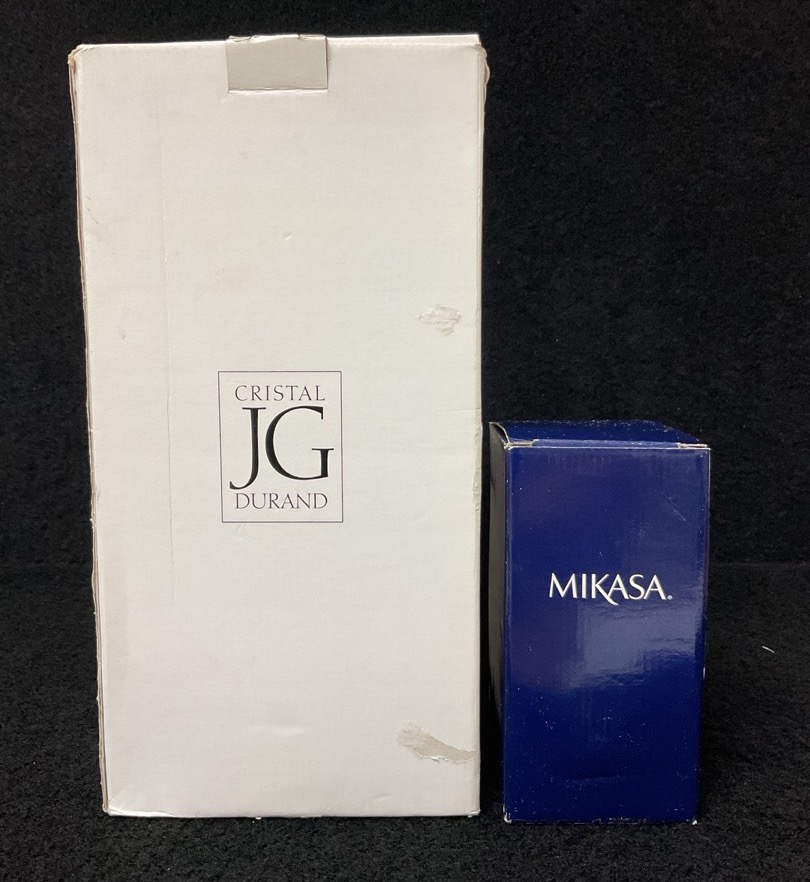 CRISTAL
JG
DURAND
MIKASA.